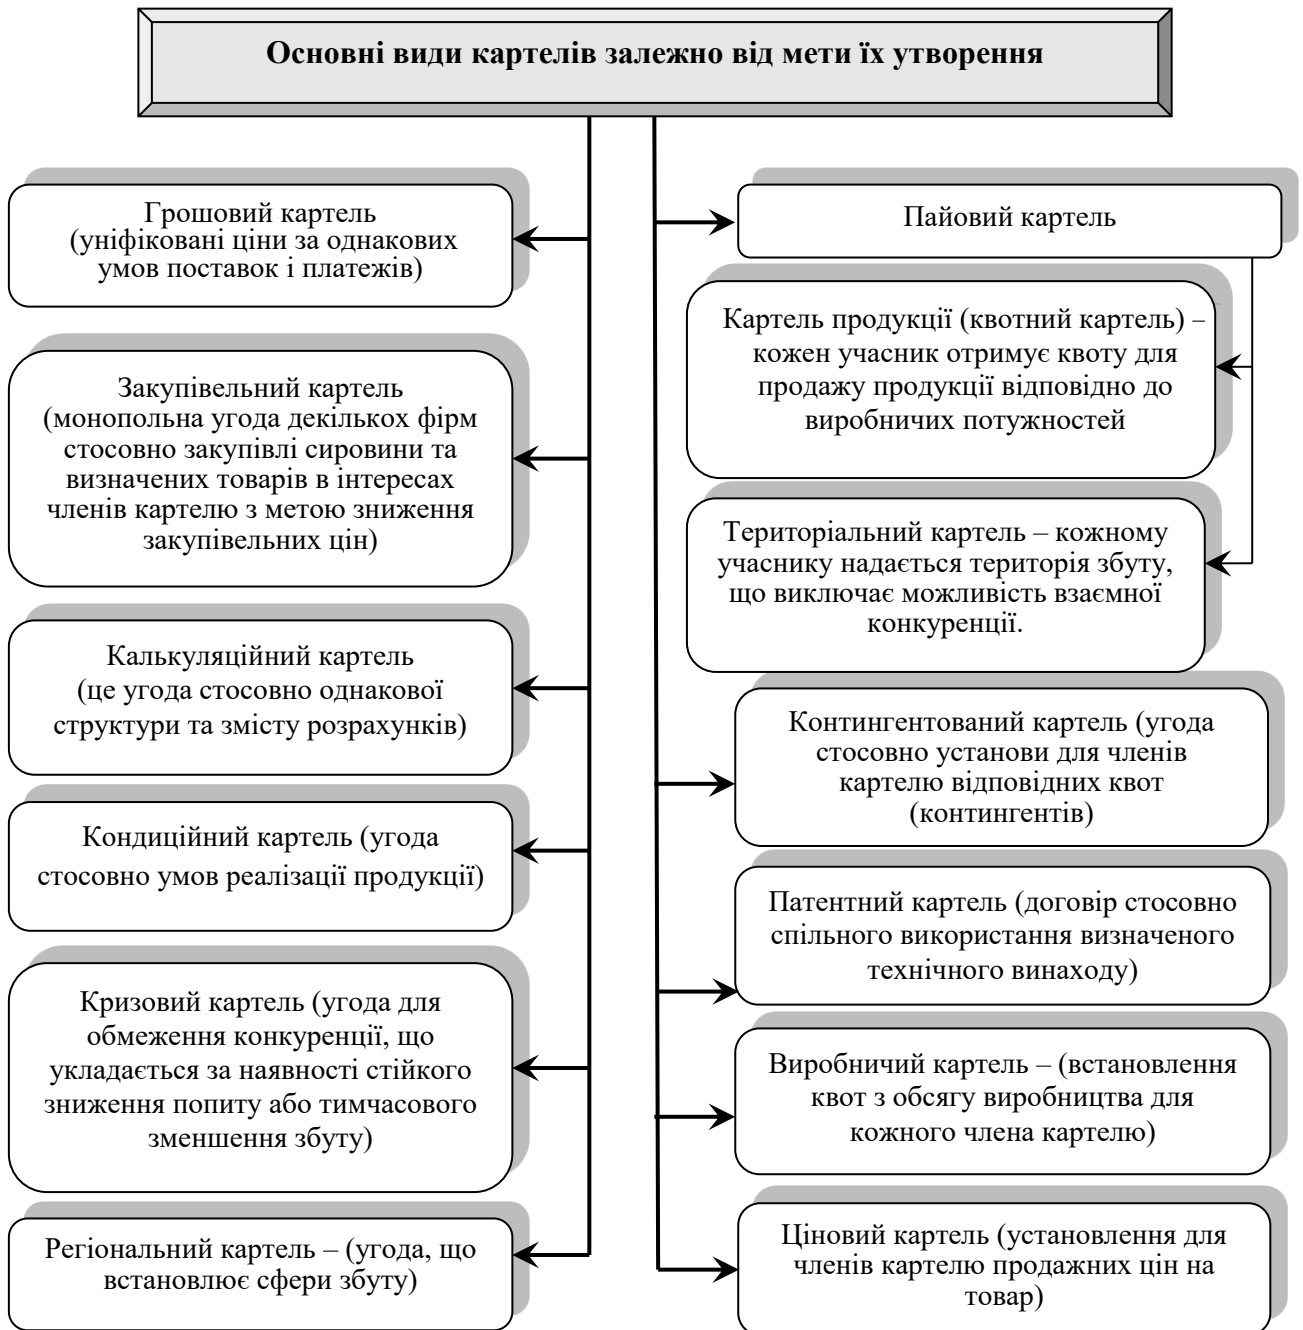 Основні види картелів залежно від мети їх утворення
Грошовий картель
(уніфіковані ціни за однакових
умов поставок і платежів)
Закупівельний картель
(монопольна угода декількох фірм
стосовно закупівлі сировини та
визначених товарів в інтересах
членів картелю з метою зниження
закупівельних цін)
Калькуляційний картель
(це угода стосовно однакової
структури та змісту розрахунків)
Кондиційний картель (угода
стосовно умов реалізації продукції)
Кризовий картель (угода для
обмеження конкуренції, що
укладається за наявності стійкого
зниження попиту або тимчасового
зменшення збуту)
Регіональний картель – (угода, що
встановлює сфери збуту)
Пайовий картель
Картель продукції (квотний картель) –
кожен учасник отримує квоту для
продажу продукції відповідно до
виробничих потужностей
Територіальний картель – кожному
учаснику надається територія збуту,
що виключає можливість взаємної
конкуренції.
Контингентований картель (угода
стосовно установи для членів
картелю відповідних квот
(контингентів)
Патентний картель (договір стосовно
спільного використання визначеного
технічного винаходу)
Виробничий картель – (встановлення
квот з обсягу виробництва для
кожного члена картелю)
Ціновий картель (установлення для
членів картелю продажних цін на
товар)